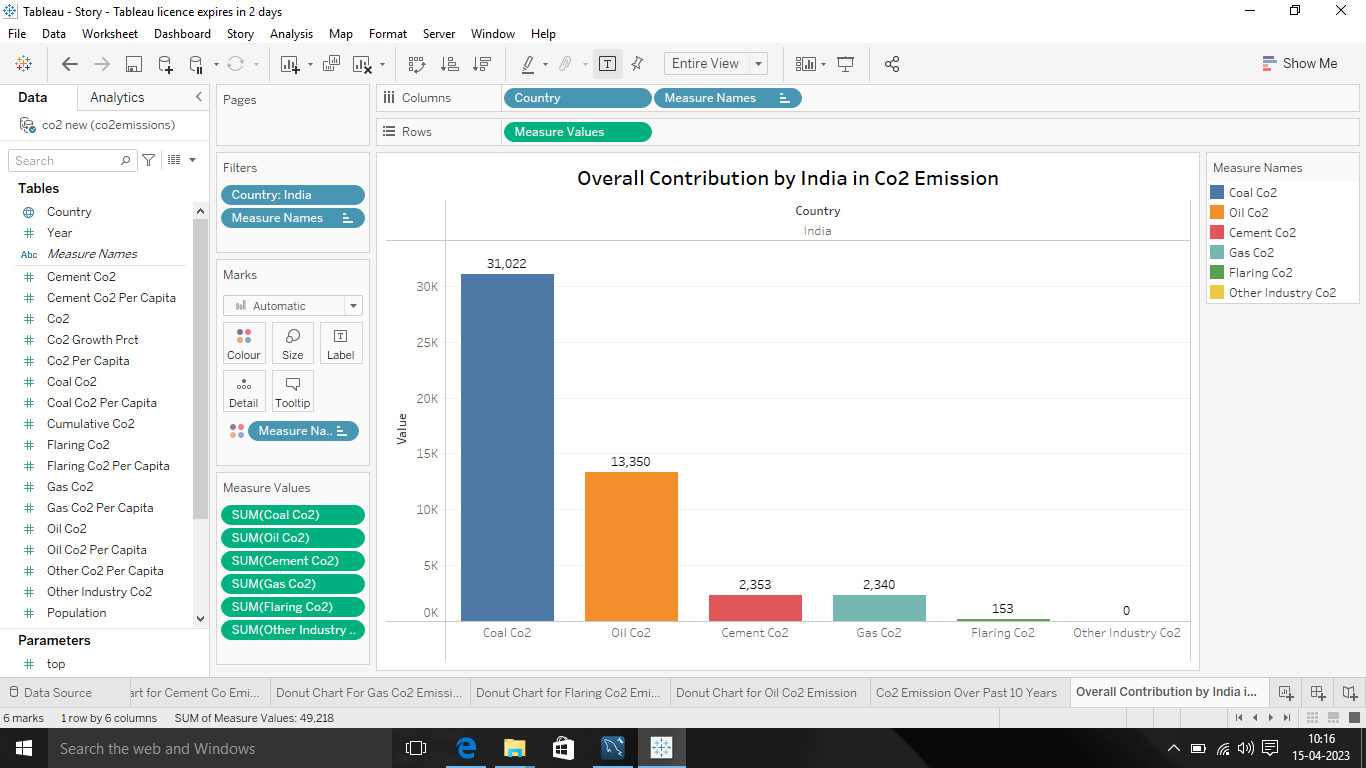 Tableau - Story - Tableau licence expires in 2 days
File Data Worksheet Dashboard Story Analysis Map Format Server Window Help
Entire View
Show Me
Data Analytics
co2 new (co2emissions)
Search
Tables
Country
Year
Abc Measure Names
Cement Co2
Cement Co2 Per Capita
Co2
Co2 Growth Prct
Co2 Per Capita
Coal Co2
Coal Co2 Per Capita
Cumulative Co2
Flaring Co2
Flaring Co2 Per Capita
Gas Co2
Gas Co2 Per Capita
Oil Co2
Oil Co2 Per Capita
Other Co2 Per Capita
Other Industry Co2
Population
Parameters
top
Pages
Filters
Country: India
Measure Names
Marks
Automatic
Colour Size Label
Detail Tooltip
Measure Na..
Measure Values
SUM(Coal Co2)
SUM(Oil Co2)
SUM(Cement Co2)
SUM(Gas Co2)
SUM(Flaring Co2)
SUM(Other Industry ..
Columns Country Measure Names
Rows Measure Values
Overall Contribution by India in Co2 Emission
Country
India
Value
30K
25K
20K
15K
10K
5K
0K
31,022
13,350
2,353
2,340
153
0
Coal Co2 Oil Co2 Cement Co2 Gas Co2 Flaring Co2 Other Industry Co2
Measure Names
Coal Co2
Oil Co2
Cement Co2
Gas Co2
Flaring Co2
Other Industry Co2
Data Source art for Cement Co Emi... Donut Chart For Gas Co2 Emissi... Donut Chart for Flaring Co2 Emi... Donut Chart for Oil Co2 Emission Co2 Emission Over Past 10 Years Overall Contribution by India i...
6 marks 1 row by 6 columns SUM of Measure Values: 49,218
Search the web and Windows
10:16
15-04-2023